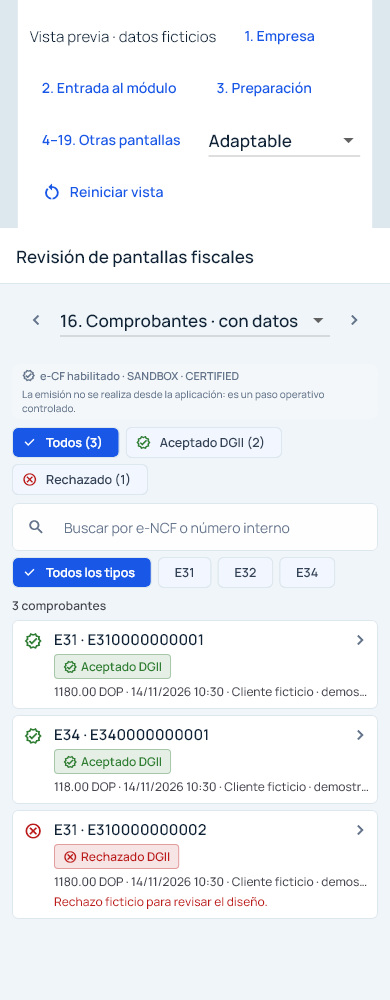 Vista previa · datos ficticios
1. Empresa
2. Entrada al módulo
3. Preparación
4–19. Otras pantallas
Adaptable
Reiniciar vista
Revisión de pantallas fiscales
16. Comprobantes · con datos
e-CF habilitado · SANDBOX · CERTIFIED
La emisión no se realiza desde la aplicación: es un paso operativo
controlado.
Todos (3)
Aceptado DGII (2)
Rechazado (1)
Buscar por e-NCF o número interno
Todos los tipos
E31
E32
E34
3 comprobantes
E31 · E310000000001
Aceptado DGII
1180.00 DOP · 14/11/2026 10:30 · Cliente ficticio · demos...
E34 · E340000000001
Aceptado DGII
118.00 DOP · 14/11/2026 10:30 · Cliente ficticio · demostr...
E31 · E310000000002
Rechazado DGII
1180.00 DOP · 14/11/2026 10:30 · Cliente ficticio · demos...
Rechazo ficticio para revisar el diseño.